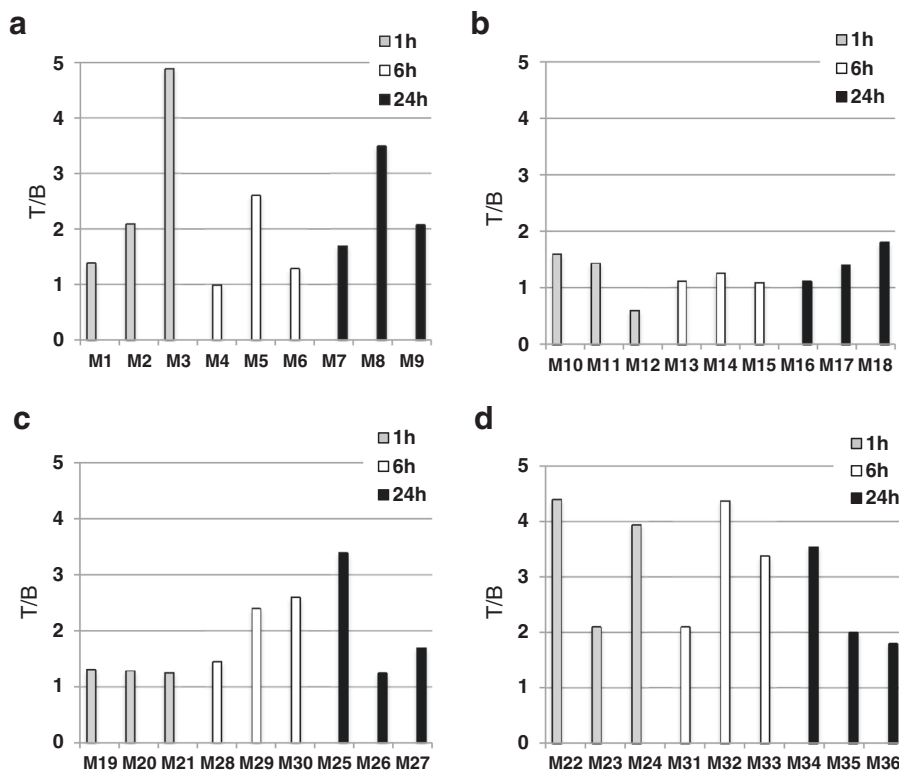 a
1h
6h
24h
5
4
3
2
1
0
T/B
M1 M2 M3 M4 M5 M6 M7 M8 M9
b
1h
6h
24h
5
4
3
2
1
0
T/B
M10 M11 M12 M13 M14 M15 M16 M17 M18
c
1h
6h
24h
5
4
3
2
1
0
T/B
M19 M20 M21 M28 M29 M30 M25 M26 M27
d
1h
6h
24h
5
4
3
2
1
0
T/B
M22 M23 M24 M31 M32 M33 M34 M35 M36